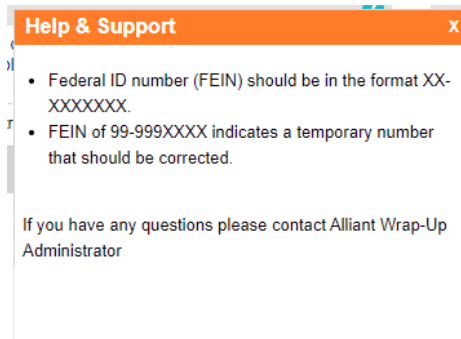 Help & Support
X
• Federal ID number (FEIN) should be in the format XX-
XXXXXXX.
• FEIN of 99-999XXXX indicates a temporary number
that should be corrected.
If you have any questions please contact Alliant Wrap-Up
Administrator